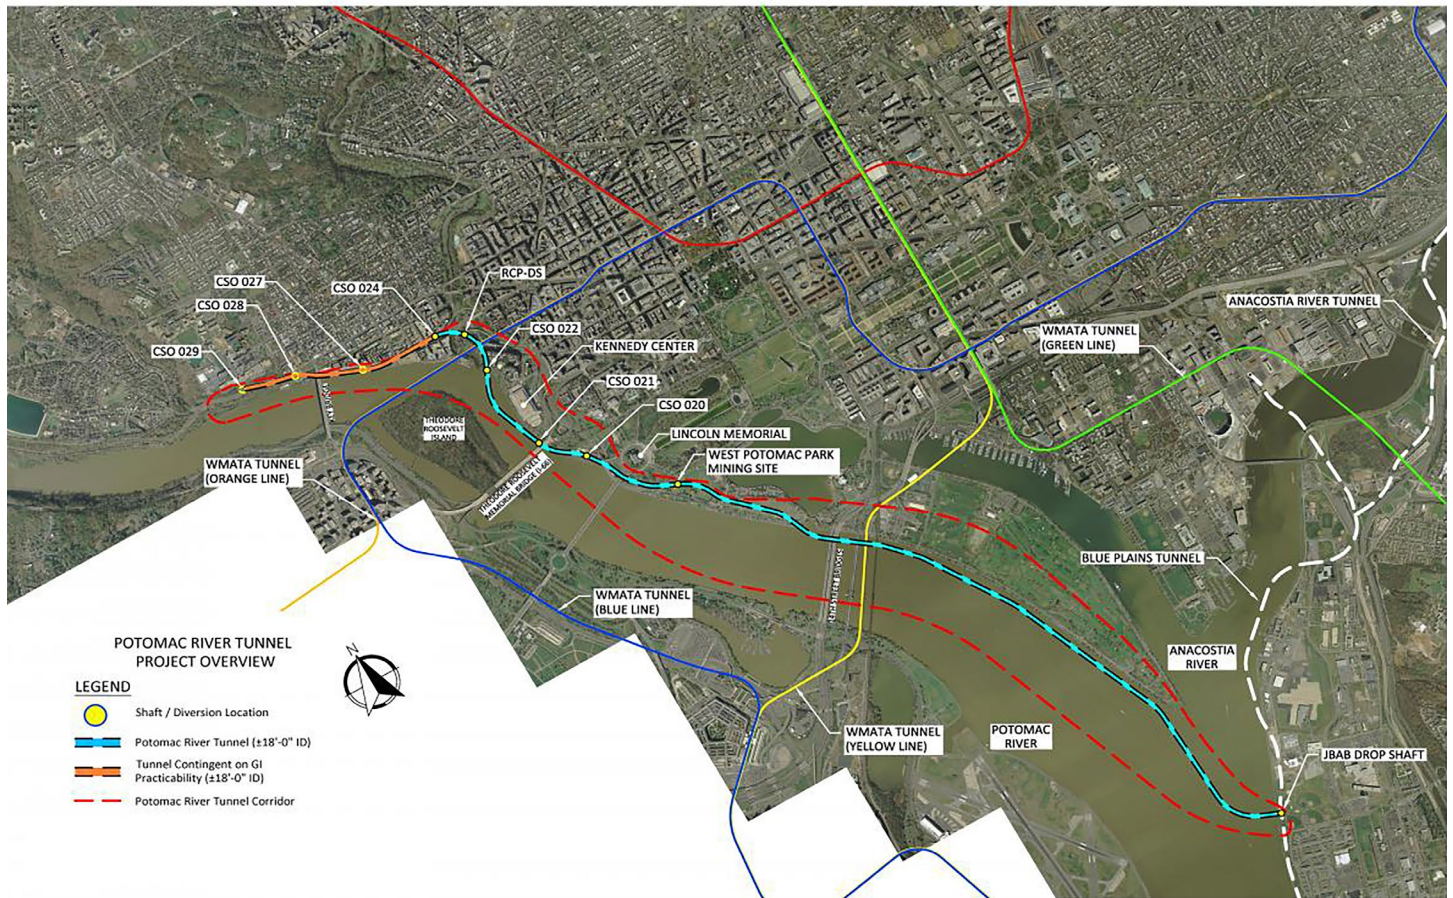 RCP-DS
CSO 027
CSO 024
CSO 028
CSO 029
CSO 022
KENNEDY CENTER
CSO 021
CSO 020
LINCOLN MEMORIAL
WEST POTOMAC PARK
MINING SITE
ANACOSTIA RIVER TUNNEL
WMATA TUNNEL
(GREEN LINE)
THEODORE
ROOSEVELT
ISLAND
WMATA TUNNEL
(ORANGE LINE)
THEODORE ROOSEVELT
MEMORIAL BRIDGE (I-66)
BLUE PLAINS TUNNEL
WMATA TUNNEL
(BLUE LINE)
ANACOSTIA
RIVER
POTOMAC
RIVER
WMATA TUNNEL
(YELLOW LINE)
JBAB DROP SHAFT
POTOMAC RIVER TUNNEL
PROJECT OVERVIEW
N
LEGEND
Shaft / Diversion Location
Potomac River Tunnel (±18'-0" ID)
Tunnel Contingent on GI
Practicability (±18'-0" ID)
Potomac River Tunnel Corridor